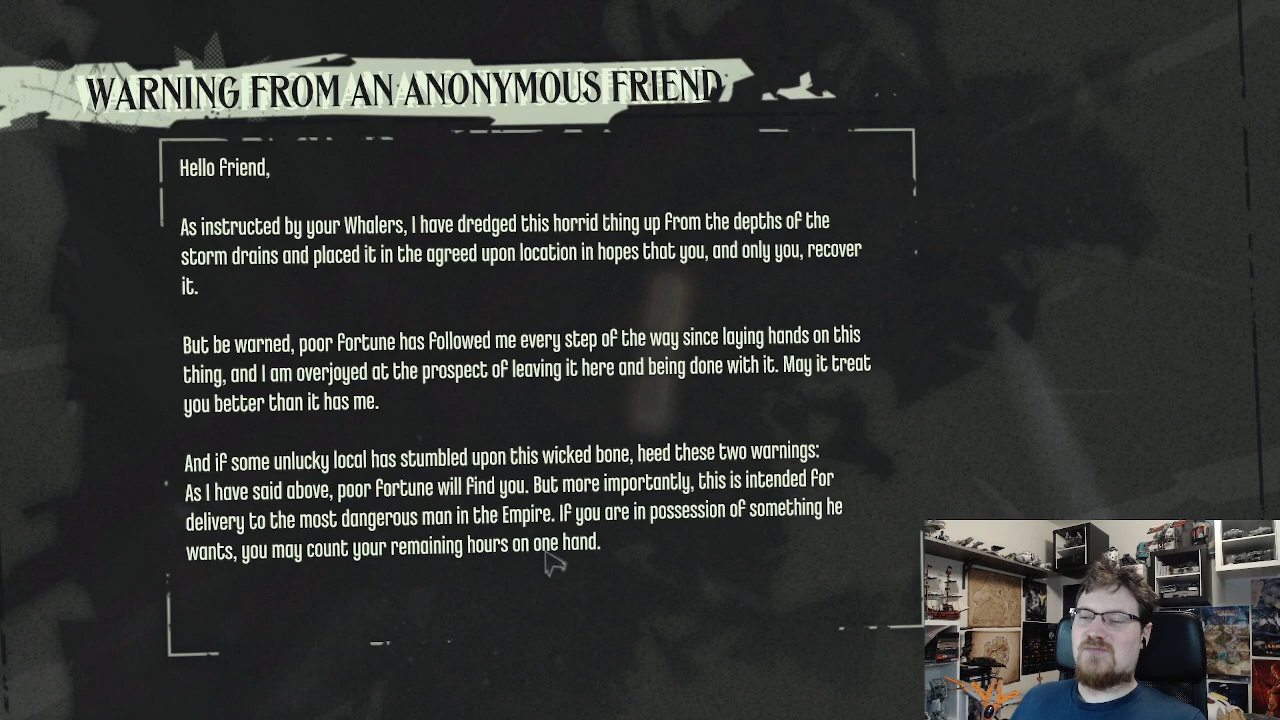 WARNING FROM AN ANONYMOUS FRIEND
Hello friend,
As instructed by your Whalers, I have dredged this horrid thing up from the depths of the
storm drains and placed it in the agreed upon location in hopes that you, and only you, recover
it.
But be warned, poor fortune has followed me every step of the way since laying hands on this
thing, and I am overjoyed at the prospect of leaving it here and being done with it. May it treat
you better than it has me.
And if some unlucky local has stumbled upon this wicked bone, heed these two warnings:
As I have said above, poor fortune will find you. But more importantly, this is intended for
delivery to the most dangerous man in the Empire. If you are in possession of something he
wants, you may count your remaining hours on one hand.